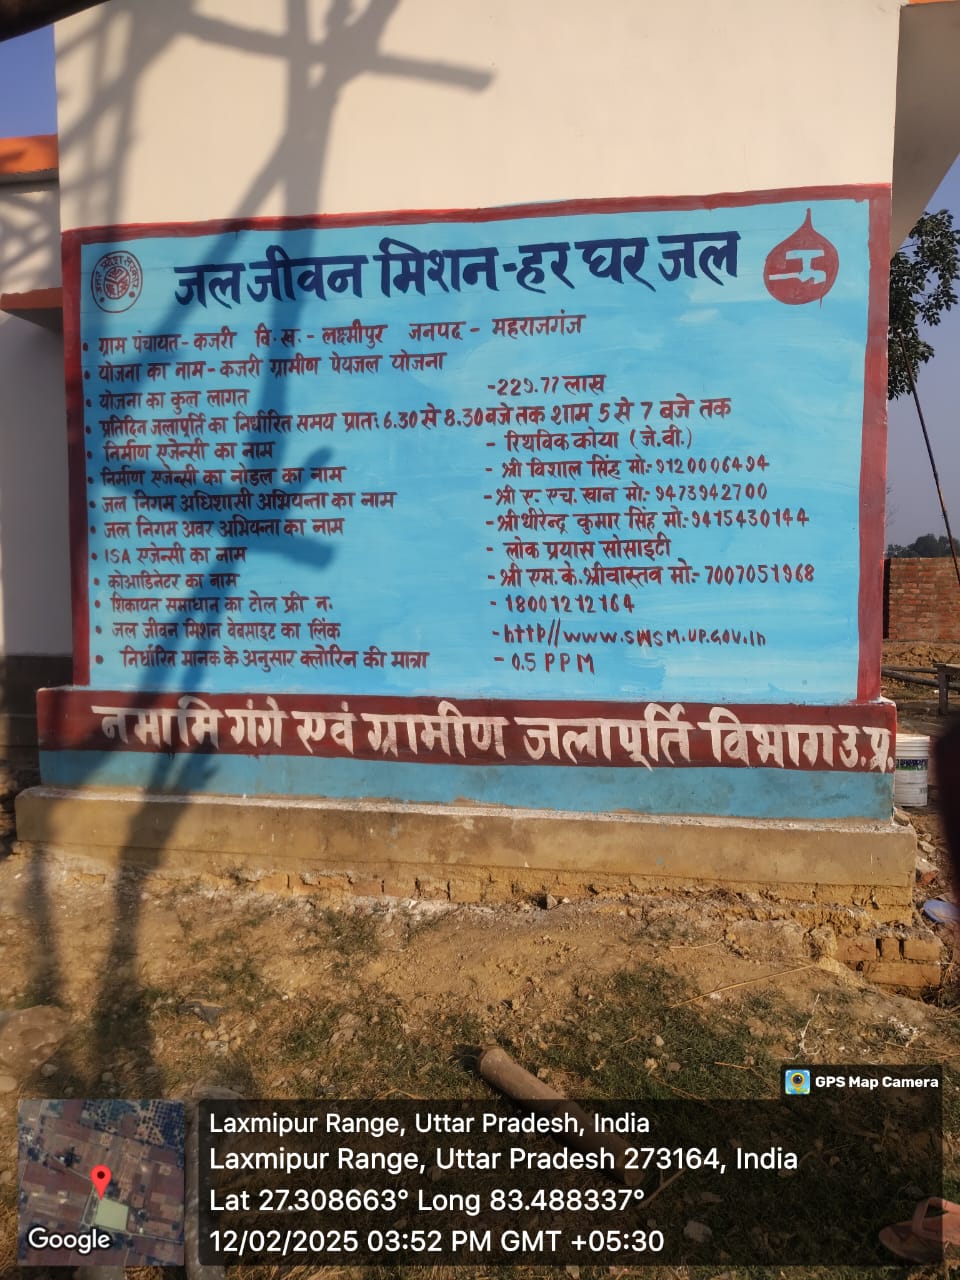 जल जीवन मिशन-हर घर जल
• ग्राम पंचायत - कजरी वि.ख. - लक्ष्मीपुर जनपद - महराजगंज
• योजना का नाम - कजरी ग्रामीण पेयजल योजना
• योजना का कुल लागत -229.77 लाख
• प्रतिदिन जलापूर्ति का निर्धारित समय प्रातः 6.30 से 8.30 बजे तक शाम 5 से 7 बजे तक
• निर्माण एजेन्सी का नाम - रियविक कोया (जे.वी.)
• निर्माण एजेन्सी का नोडल का नाम - श्री विशाल सिंह मो:- 9120006494
• जल निगम अधिशासी अभियन्ता का नाम - श्री ए. एच. खान मो:- 9473942700
• जल निगम अवर अभियन्ता का नाम - श्री धीरेन्द्र कुमार सिंह मो:- 9415430144
• ISA एजेन्सी का नाम - लोक प्रयास सोसाइटी
• कोआडिनेटर का नाम - श्री एम. के. श्रीवास्तव मो:- 7007051968
• शिकायत समाधान का टोल फ्री न. - 18001212164
• जल जीवन मिशन वेबसाइट का लिंक -http//www.swsm.up.gov.in
• निर्धारित मानक के अनुसार क्लोरिन की मात्रा - 0.5 PPM
नमामि गंगे एवं ग्रामीण जलापूर्ति विभाग उ.प्र.
GPS Map Camera
Laxmipur Range, Uttar Pradesh, India
Laxmipur Range, Uttar Pradesh 273164, India
Lat 27.308663° Long 83.488337°
12/02/2025 03:52 PM GMT +05:30
Google